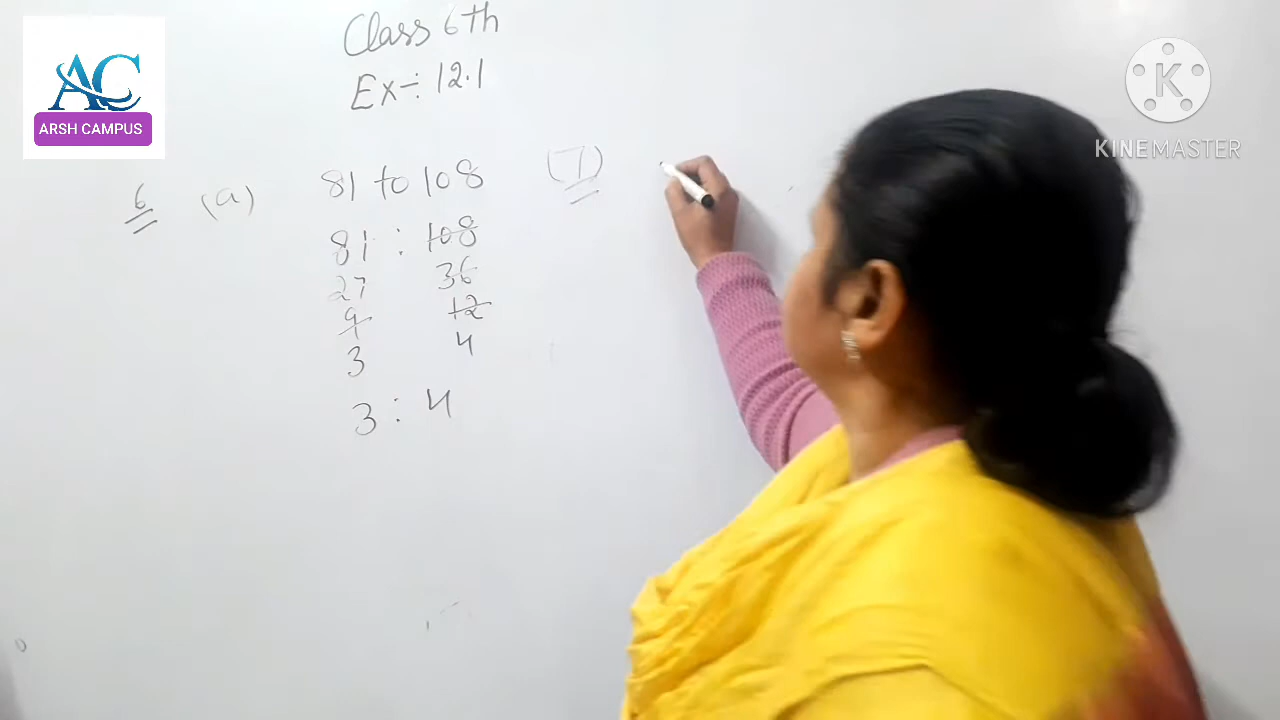 AC
ARSH CAMPUS
Class 6th
Ex÷ 12.1
K
KINEMASTER
6 (a) 81 to 108
81 : 108
27 36
9 12
3 4
3 : 4
(7)